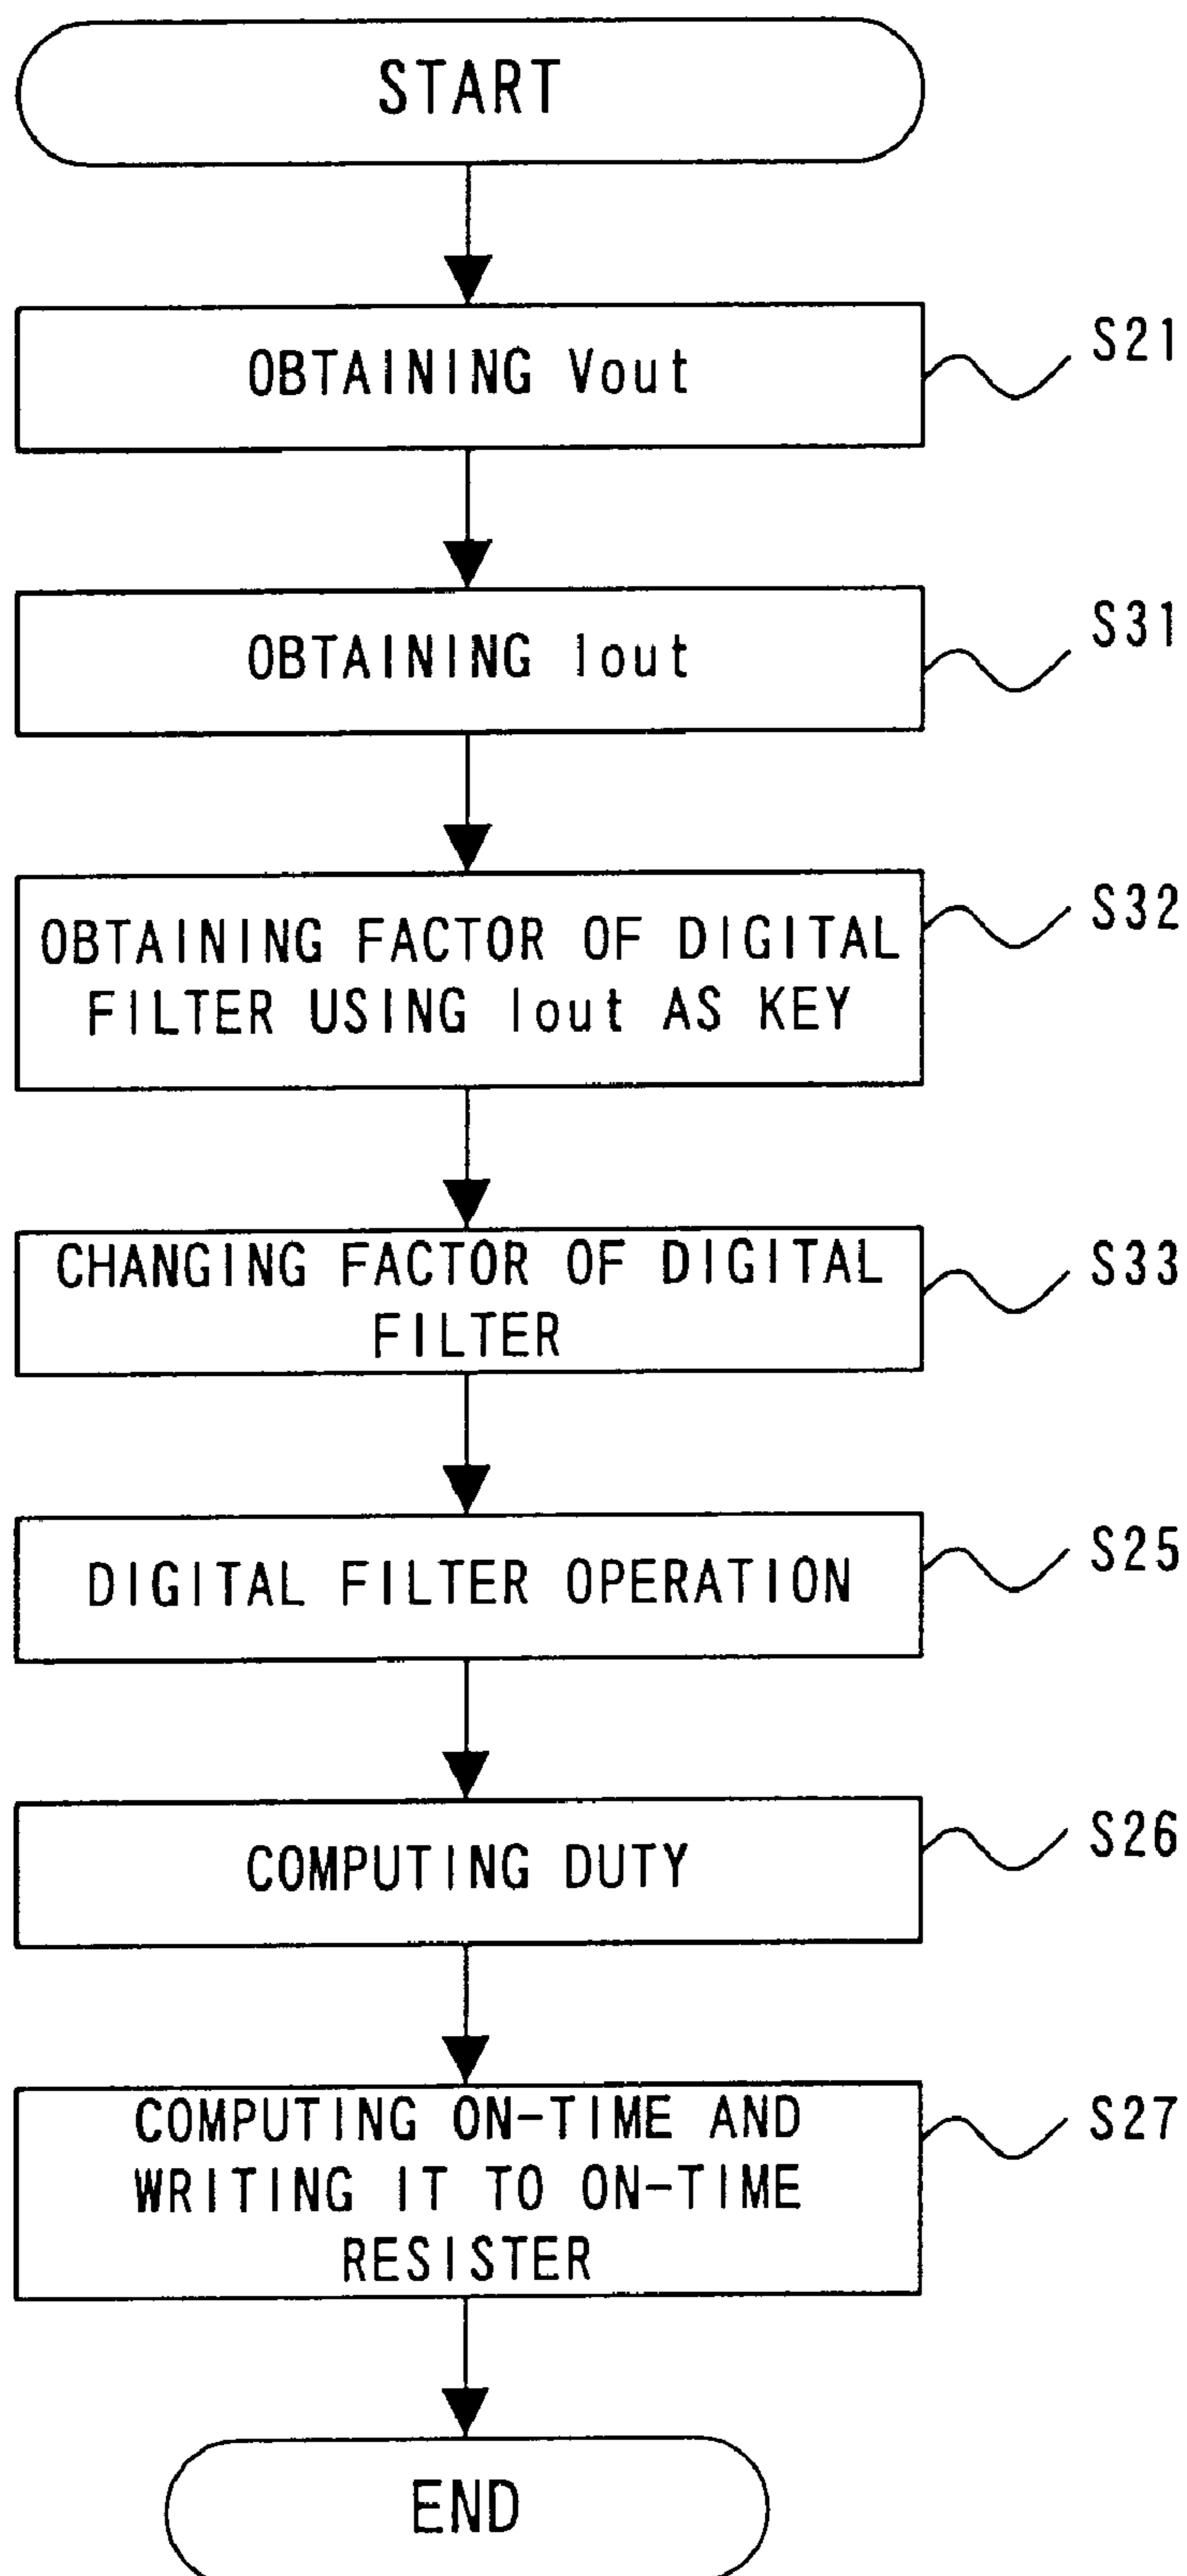 START
OBTAINING Vout
S21
OBTAINING Iout
S31
OBTAINING FACTOR OF DIGITAL
FILTER USING Iout AS KEY
S32
CHANGING FACTOR OF DIGITAL
FILTER
S33
DIGITAL FILTER OPERATION
S25
COMPUTING DUTY
S26
COMPUTING ON-TIME AND
WRITING IT TO ON-TIME
RESISTER
S27
END